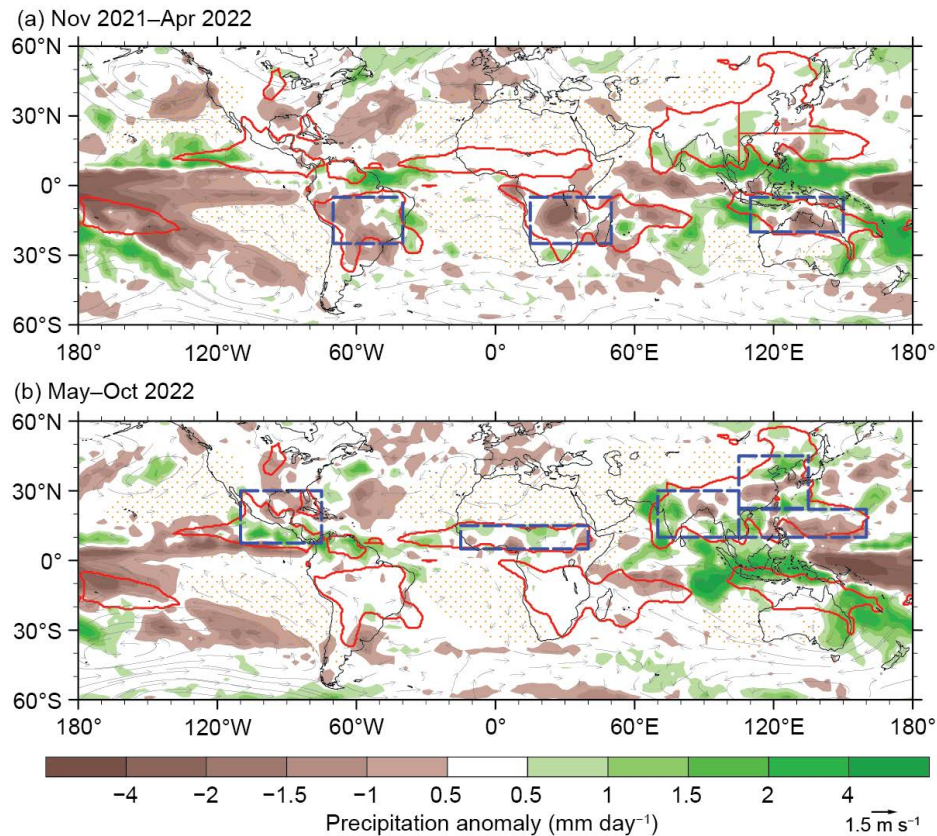 (a) Nov 2021–Apr 2022
60°N
30°N
0°
30°S
60°S
180° 120°W 60°W 0° 60°E 120°E 180°
(b) May–Oct 2022
60°N
30°N
0°
30°S
60°S
180° 120°W 60°W 0° 60°E 120°E 180°
−4 −2 −1.5 −1 0.5 0.5 1 1.5 2 4
Precipitation anomaly (mm day⁻¹)
1.5 m s⁻¹